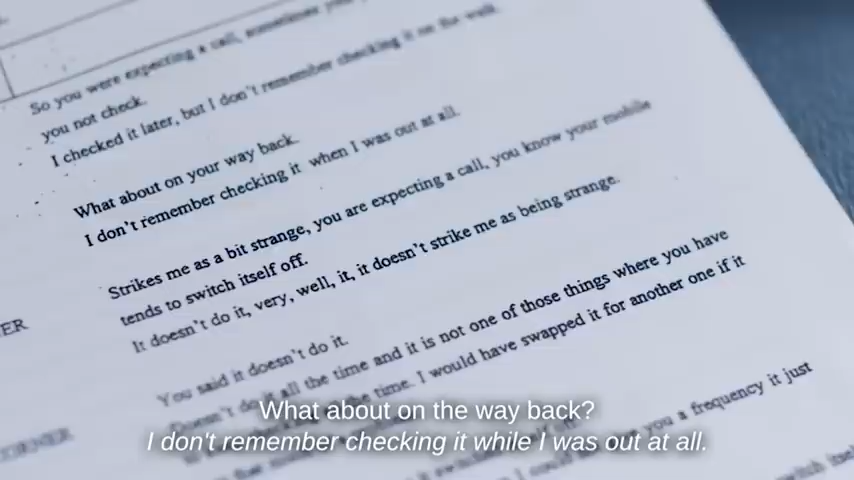 So you were expecting a call, sometimes
you not check.
I checked it later, but I don't remember checking it on the walk.
What about on your way back.
I don't remember checking it when I was out at all.
Strikes me as a bit strange, you are expecting a call, you know your mobile
tends to switch itself off.
It doesn't do it, very, well, it, it doesn't strike me as being strange.
ER
You said it doesn't do it.
Doesn't do it all the time and it is not one of those things where you have
the time. I would have swapped it for another one if it
ORNER
you a frequency it just
What about on the way back?
I don't remember checking it while I was out at all.